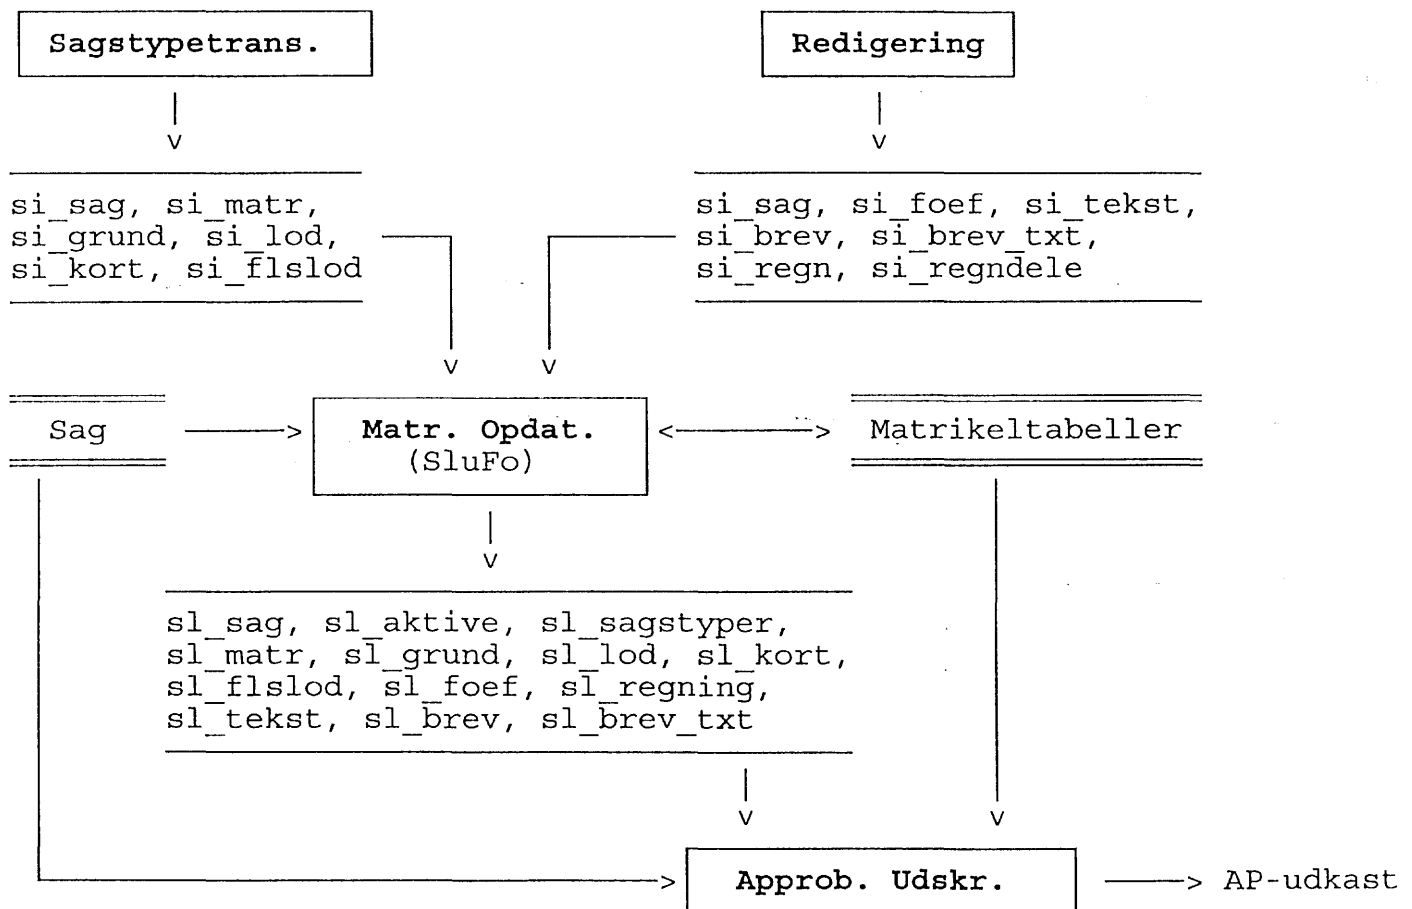 Sagstypetrans.
Redigering
si_sag, si_matr,
si_grund, si_lod,
si_kort, si_flslod
si_sag, si_foef, si_tekst,
si_brev, si_brev_txt,
si_regn, si_regndele
Sag
Matr. Opdat.
(SluFo)
Matrikeltabeller
sl_sag, sl_aktive, sl_sagstyper,
sl_matr, sl_grund, sl_lod, sl_kort,
sl_flslod, sl_foef, sl_regning,
sl_tekst, sl_brev, sl_brev_txt
Approb. Udskr.
AP-udkast